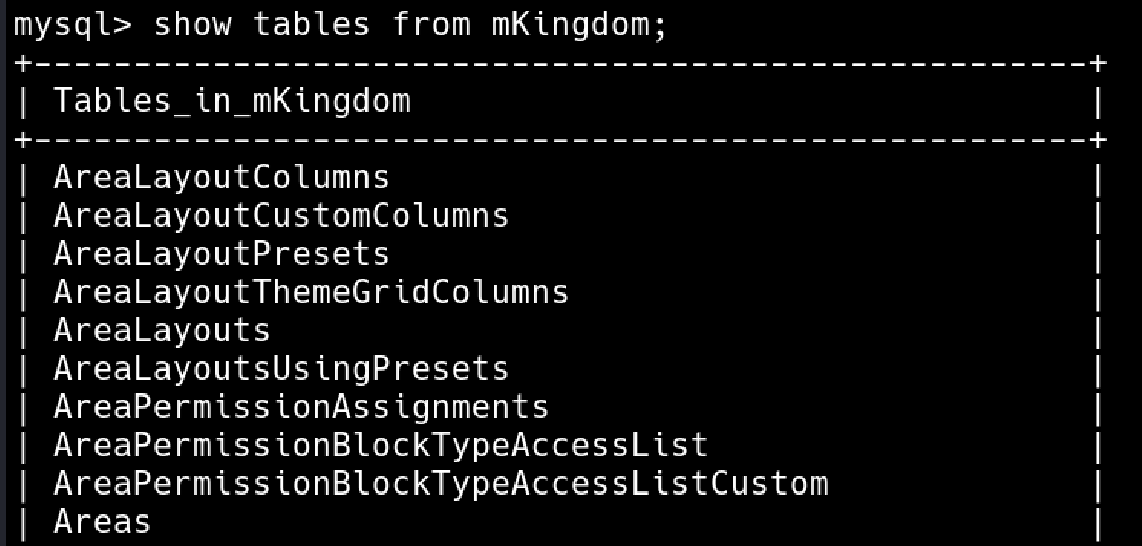 mysql> show tables from mKingdom;
+-----------------------------------------------------+
| Tables_in_mKingdom                                  |
+-----------------------------------------------------+
| AreaLayoutColumns                                   |
| AreaLayoutCustomColumns                             |
| AreaLayoutPresets                                   |
| AreaLayoutThemeGridColumns                          |
| AreaLayouts                                         |
| AreaLayoutsUsingPresets                             |
| AreaPermissionAssignments                           |
| AreaPermissionBlockTypeAccessList                   |
| AreaPermissionBlockTypeAccessListCustom             |
| Areas                                               |